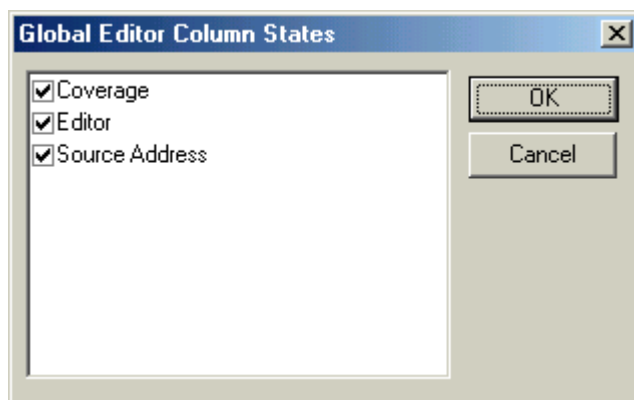 Global Editor Column States
Coverage
Editor
Source Address
OK
Cancel